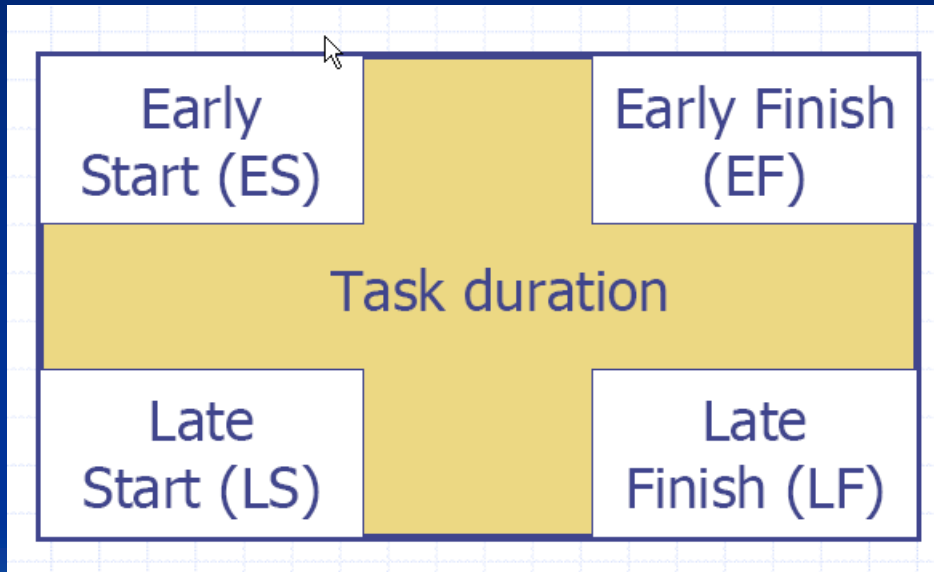 Early
Start (ES)
Early Finish
(EF)
Task duration
Late
Start (LS)
Late
Finish (LF)